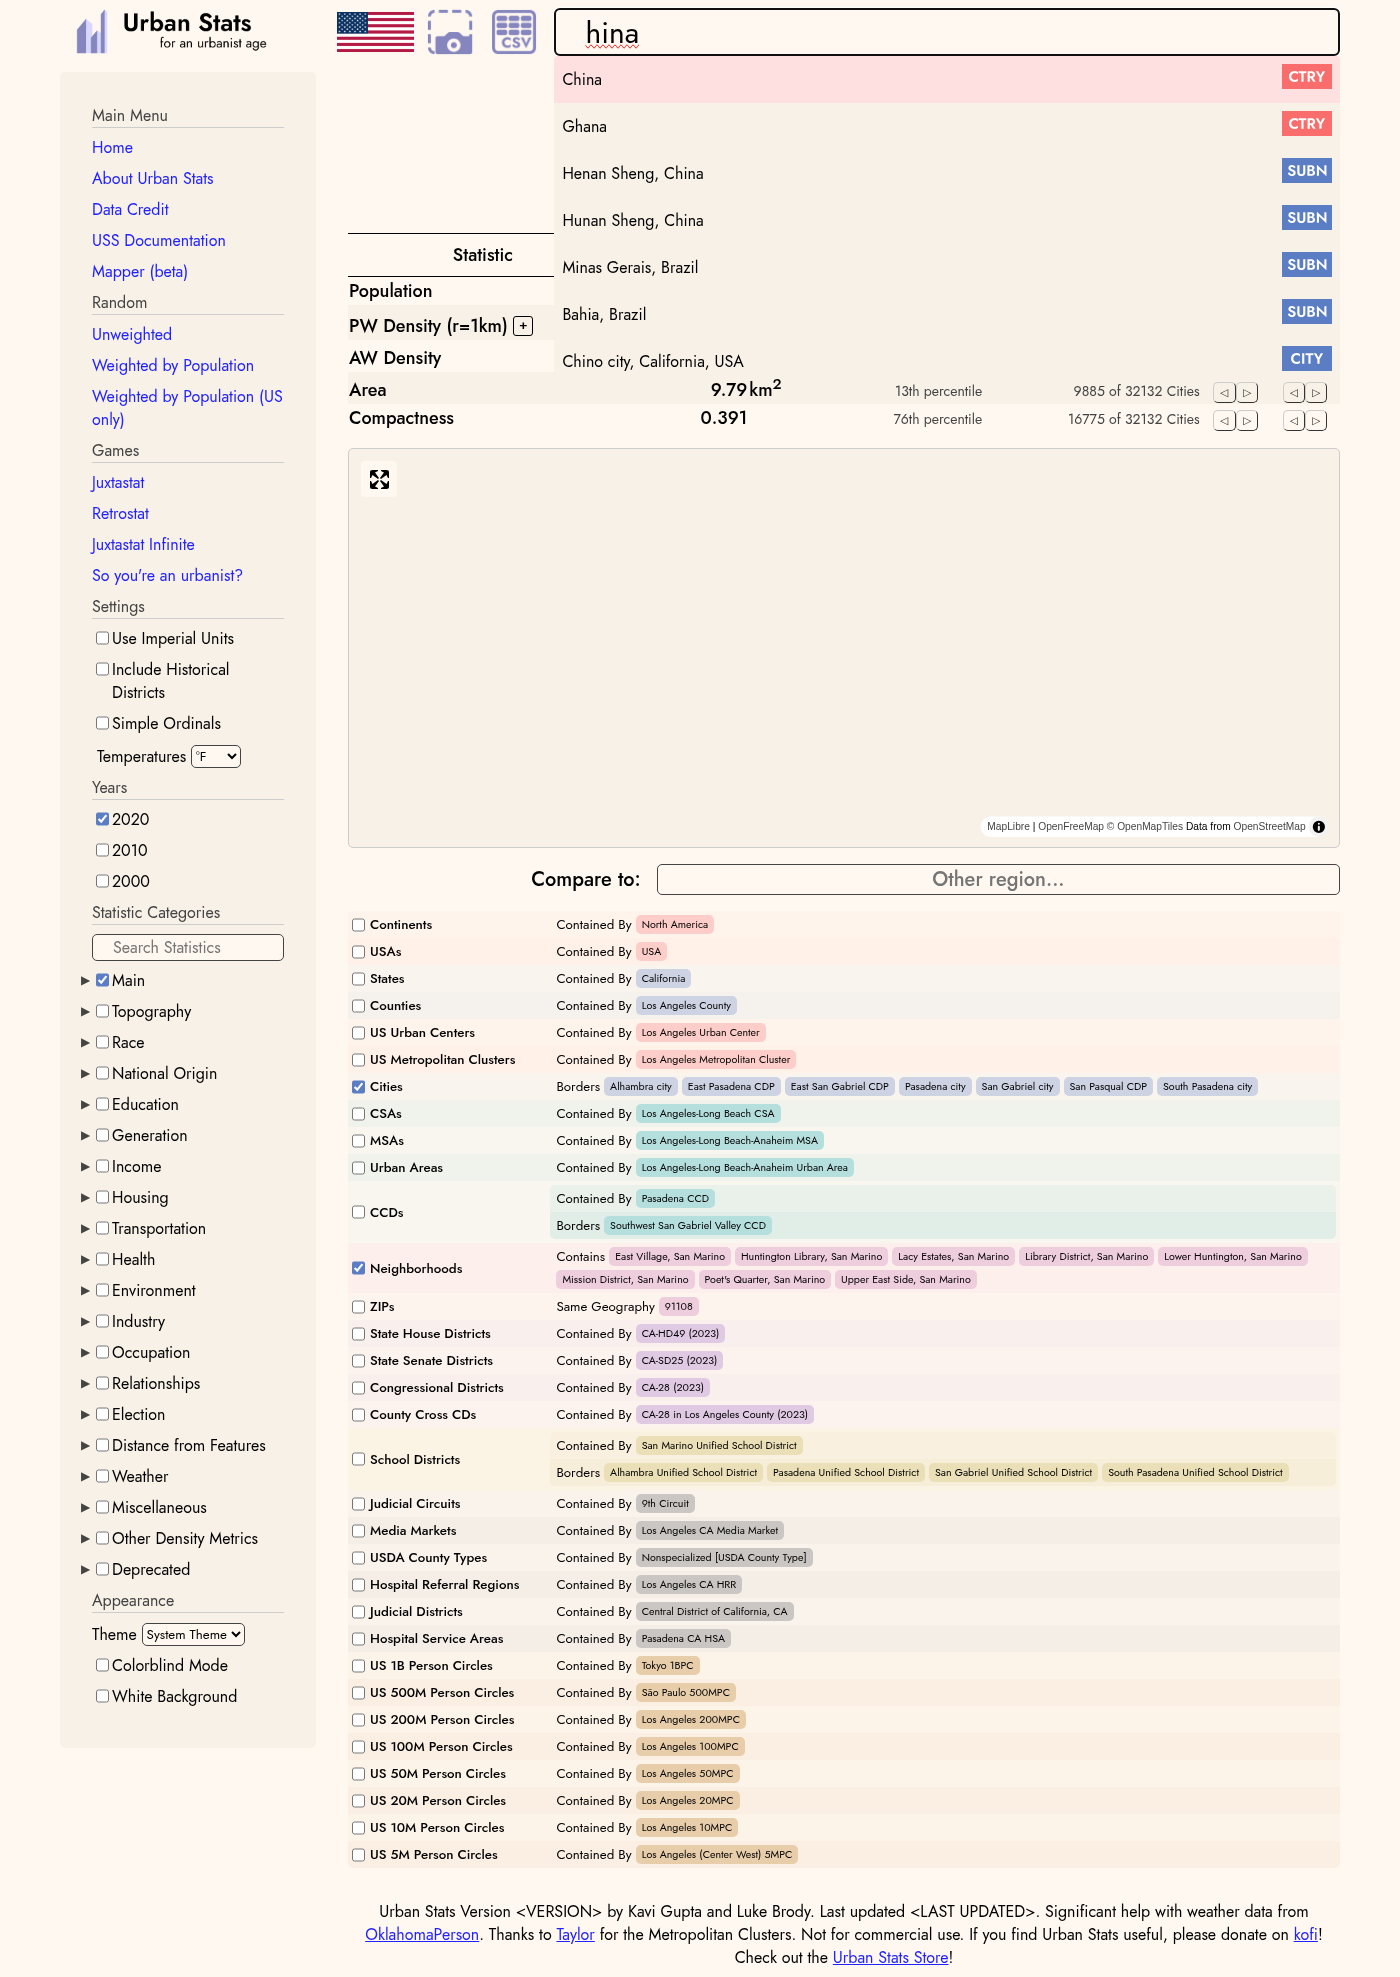 Urban Stats
for an urbanist age
CSV
hina
China CTRY
Ghana CTRY
Henan Sheng, China SUBN
Hunan Sheng, China SUBN
Minas Gerais, Brazil SUBN
Bahia, Brazil SUBN
Chino city, California, USA CITY
Main Menu
Home
About Urban Stats
Data Credit
USS Documentation
Mapper (beta)
Random
Unweighted
Weighted by Population
Weighted by Population (US
only)
Games
Juxtastat
Retrostat
Juxtastat Infinite
So you're an urbanist?
Settings
Use Imperial Units
Include Historical
Districts
Simple Ordinals
Temperatures °F
Years
2020
2010
2000
Statistic Categories
Search Statistics
Main
Topography
Race
National Origin
Education
Generation
Income
Housing
Transportation
Health
Environment
Industry
Occupation
Relationships
Election
Distance from Features
Weather
Miscellaneous
Other Density Metrics
Deprecated
Appearance
Theme System Theme
Colorblind Mode
White Background
Statistic
Population
PW Density (r=1km) +
AW Density
Area 9.79 km² 13th percentile 9885 of 32132 Cities
Compactness 0.391 76th percentile 16775 of 32132 Cities
MapLibre | OpenFreeMap © OpenMapTiles Data from OpenStreetMap
Compare to: Other region...
Continents Contained By North America
USAs Contained By USA
States Contained By California
Counties Contained By Los Angeles County
US Urban Centers Contained By Los Angeles Urban Center
US Metropolitan Clusters Contained By Los Angeles Metropolitan Cluster
Cities Borders Alhambra city East Pasadena CDP East San Gabriel CDP Pasadena city San Gabriel city San Pasqual CDP South Pasadena city
CSAs Contained By Los Angeles-Long Beach CSA
MSAs Contained By Los Angeles-Long Beach-Anaheim MSA
Urban Areas Contained By Los Angeles-Long Beach-Anaheim Urban Area
CCDs Contained By Pasadena CCD
Borders Southwest San Gabriel Valley CCD
Neighborhoods Contains East Village, San Marino Huntington Library, San Marino Lacy Estates, San Marino Library District, San Marino Lower Huntington, San Marino
Mission District, San Marino Poet's Quarter, San Marino Upper East Side, San Marino
ZIPs Same Geography 91108
State House Districts Contained By CA-HD49 (2023)
State Senate Districts Contained By CA-SD25 (2023)
Congressional Districts Contained By CA-28 (2023)
County Cross CDs Contained By CA-28 in Los Angeles County (2023)
School Districts Contained By San Marino Unified School District
Borders Alhambra Unified School District Pasadena Unified School District San Gabriel Unified School District South Pasadena Unified School District
Judicial Circuits Contained By 9th Circuit
Media Markets Contained By Los Angeles CA Media Market
USDA County Types Contained By Nonspecialized [USDA County Type]
Hospital Referral Regions Contained By Los Angeles CA HRR
Judicial Districts Contained By Central District of California, CA
Hospital Service Areas Contained By Pasadena CA HSA
US 1B Person Circles Contained By Tokyo 1BPC
US 500M Person Circles Contained By São Paulo 500MPC
US 200M Person Circles Contained By Los Angeles 200MPC
US 100M Person Circles Contained By Los Angeles 100MPC
US 50M Person Circles Contained By Los Angeles 50MPC
US 20M Person Circles Contained By Los Angeles 20MPC
US 10M Person Circles Contained By Los Angeles 10MPC
US 5M Person Circles Contained By Los Angeles (Center West) 5MPC
Urban Stats Version <VERSION> by Kavi Gupta and Luke Brody. Last updated <LAST UPDATED>. Significant help with weather data from
OklahomaPerson. Thanks to Taylor for the Metropolitan Clusters. Not for commercial use. If you find Urban Stats useful, please donate on kofi!
Check out the Urban Stats Store!